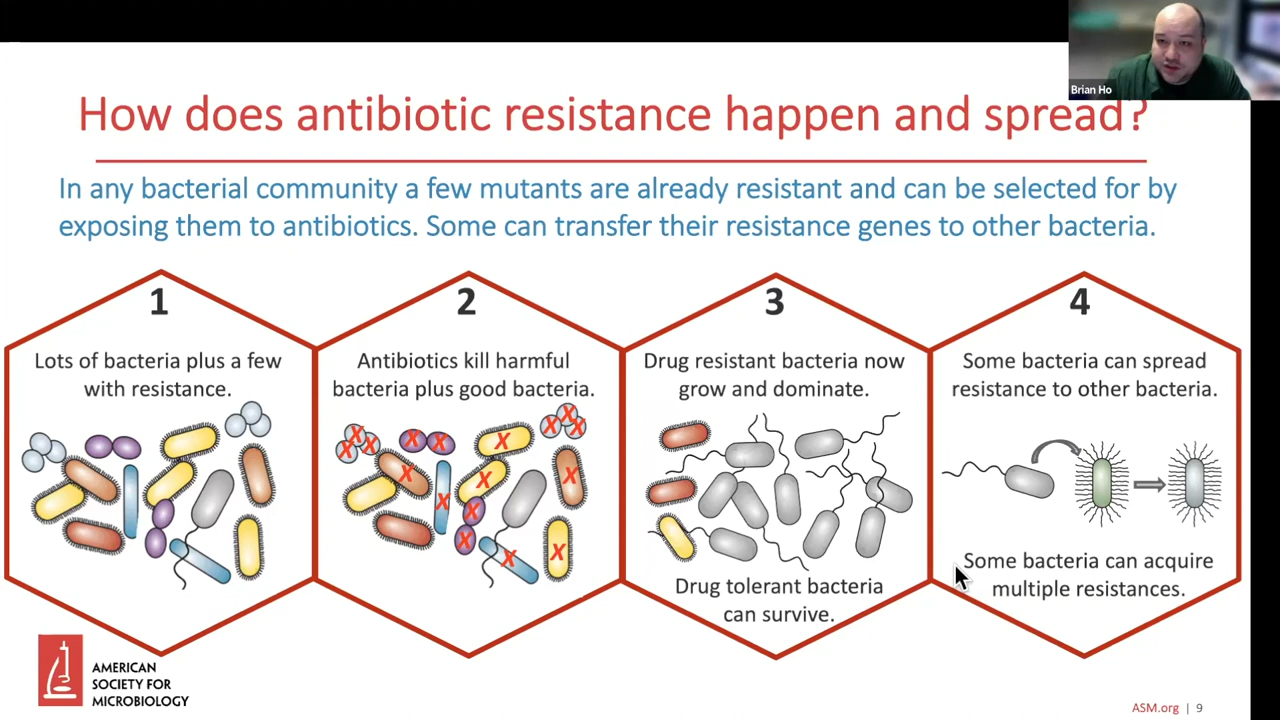 Brian Ho
How does antibiotic resistance happen and spread?
In any bacterial community a few mutants are already resistant and can be selected for by
exposing them to antibiotics. Some can transfer their resistance genes to other bacteria.
1
Lots of bacteria plus a few
with resistance.
2
Antibiotics kill harmful
bacteria plus good bacteria.
X X X X X X X X X X X X X X X X
3
Drug resistant bacteria now
grow and dominate.
Drug tolerant bacteria
can survive.
4
Some bacteria can spread
resistance to other bacteria.
Some bacteria can acquire
multiple resistances.
AMERICAN
SOCIETY FOR
MICROBIOLOGY
ASM.org | 9